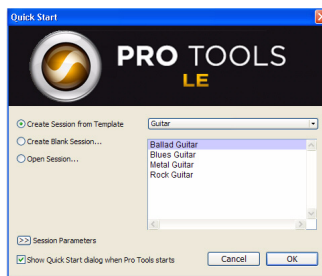 Quick Start
PRO TOOLS
LE
Create Session from Template
Guitar
Create Blank Session...
Open Session...
Ballad Guitar
Blues Guitar
Metal Guitar
Rock Guitar
>> Session Parameters
Show Quick Start dialog when Pro Tools starts
Cancel
OK